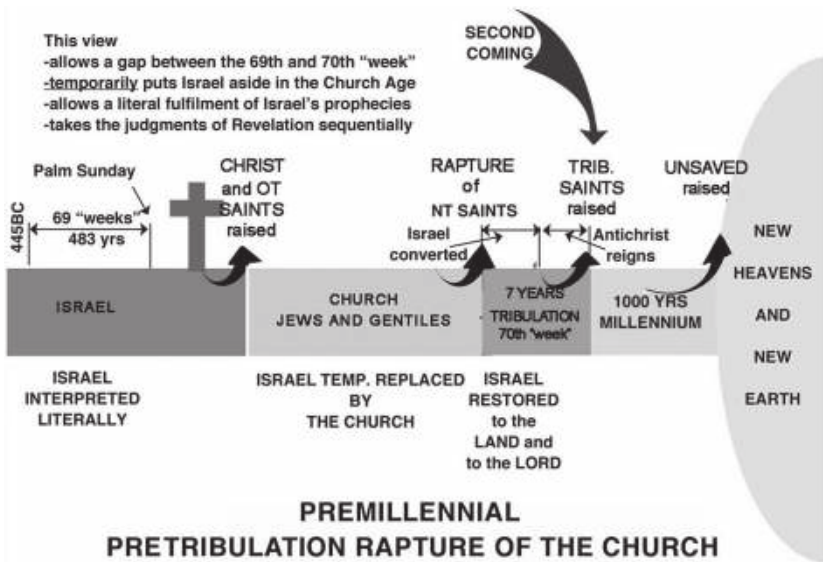 This view
-allows a gap between the 69th and 70th “week”
-temporarily puts Israel aside in the Church Age
-allows a literal fulfilment of Israel’s prophecies
-takes the judgments of Revelation sequentially
SECOND
COMING
Palm Sunday
445BC
69 “weeks”
483 yrs
CHRIST
and OT
SAINTS
raised
RAPTURE
of
NT SAINTS
Israel
converted
TRIB.
SAINTS
raised
Antichrist
reigns
UNSAVED
raised
ISRAEL
CHURCH
JEWS AND GENTILES
7 YEARS
TRIBULATION
70th "week"
1000 YRS
MILLENNIUM
NEW
HEAVENS
AND
NEW
EARTH
ISRAEL
INTERPRETED
LITERALLY
ISRAEL TEMP. REPLACED
BY
THE CHURCH
ISRAEL
RESTORED
to the
LAND and
to the LORD
PREMILLENNIAL
PRETRIBULATION RAPTURE OF THE CHURCH